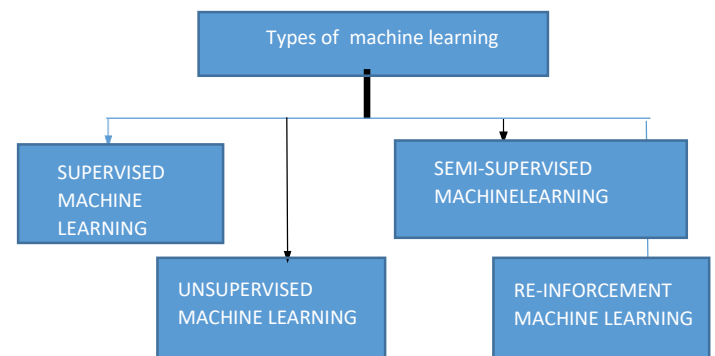 Types of machine learning
SUPERVISED
MACHINE
LEARNING
SEMI-SUPERVISED
MACHINELEARNING
UNSUPERVISED
MACHINE LEARNING
RE-INFORCEMENT
MACHINE LEARNING